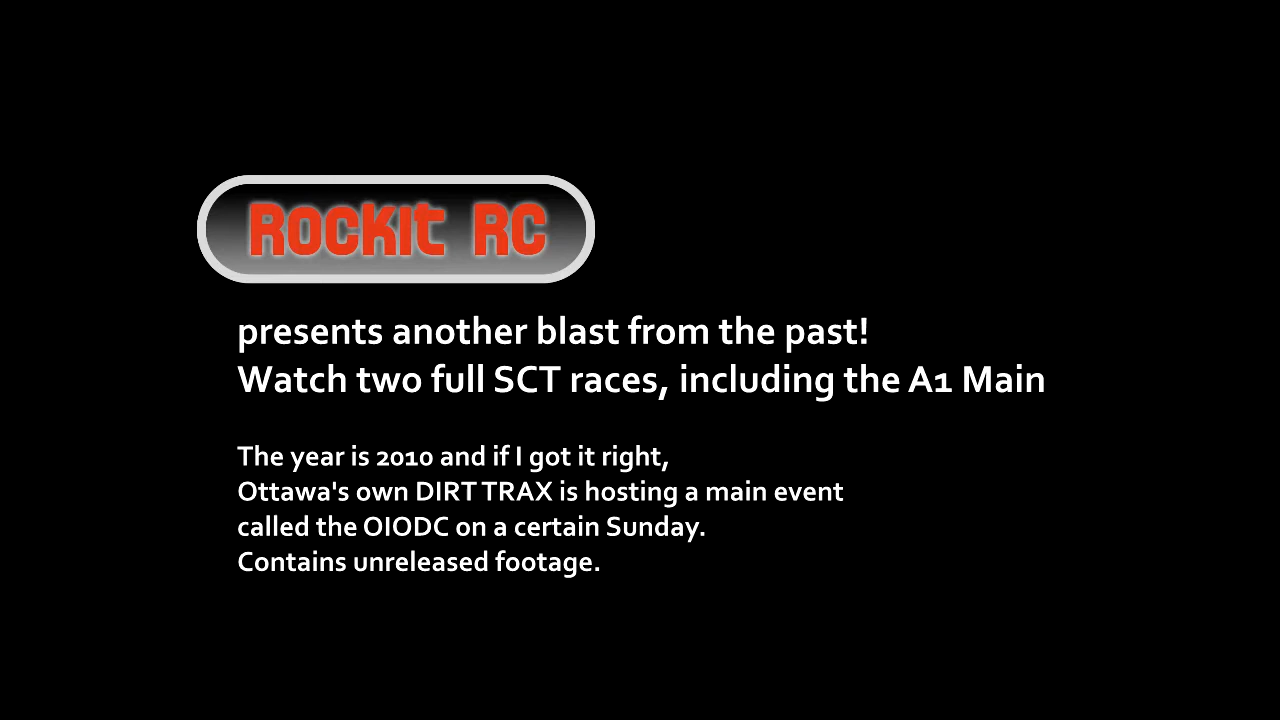 Rockit RC
presents another blast from the past!
Watch two full SCT races, including the A1 Main
The year is 2010 and if I got it right,
Ottawa's own DIRT TRAX is hosting a main event
called the OIODC on a certain Sunday.
Contains unreleased footage.